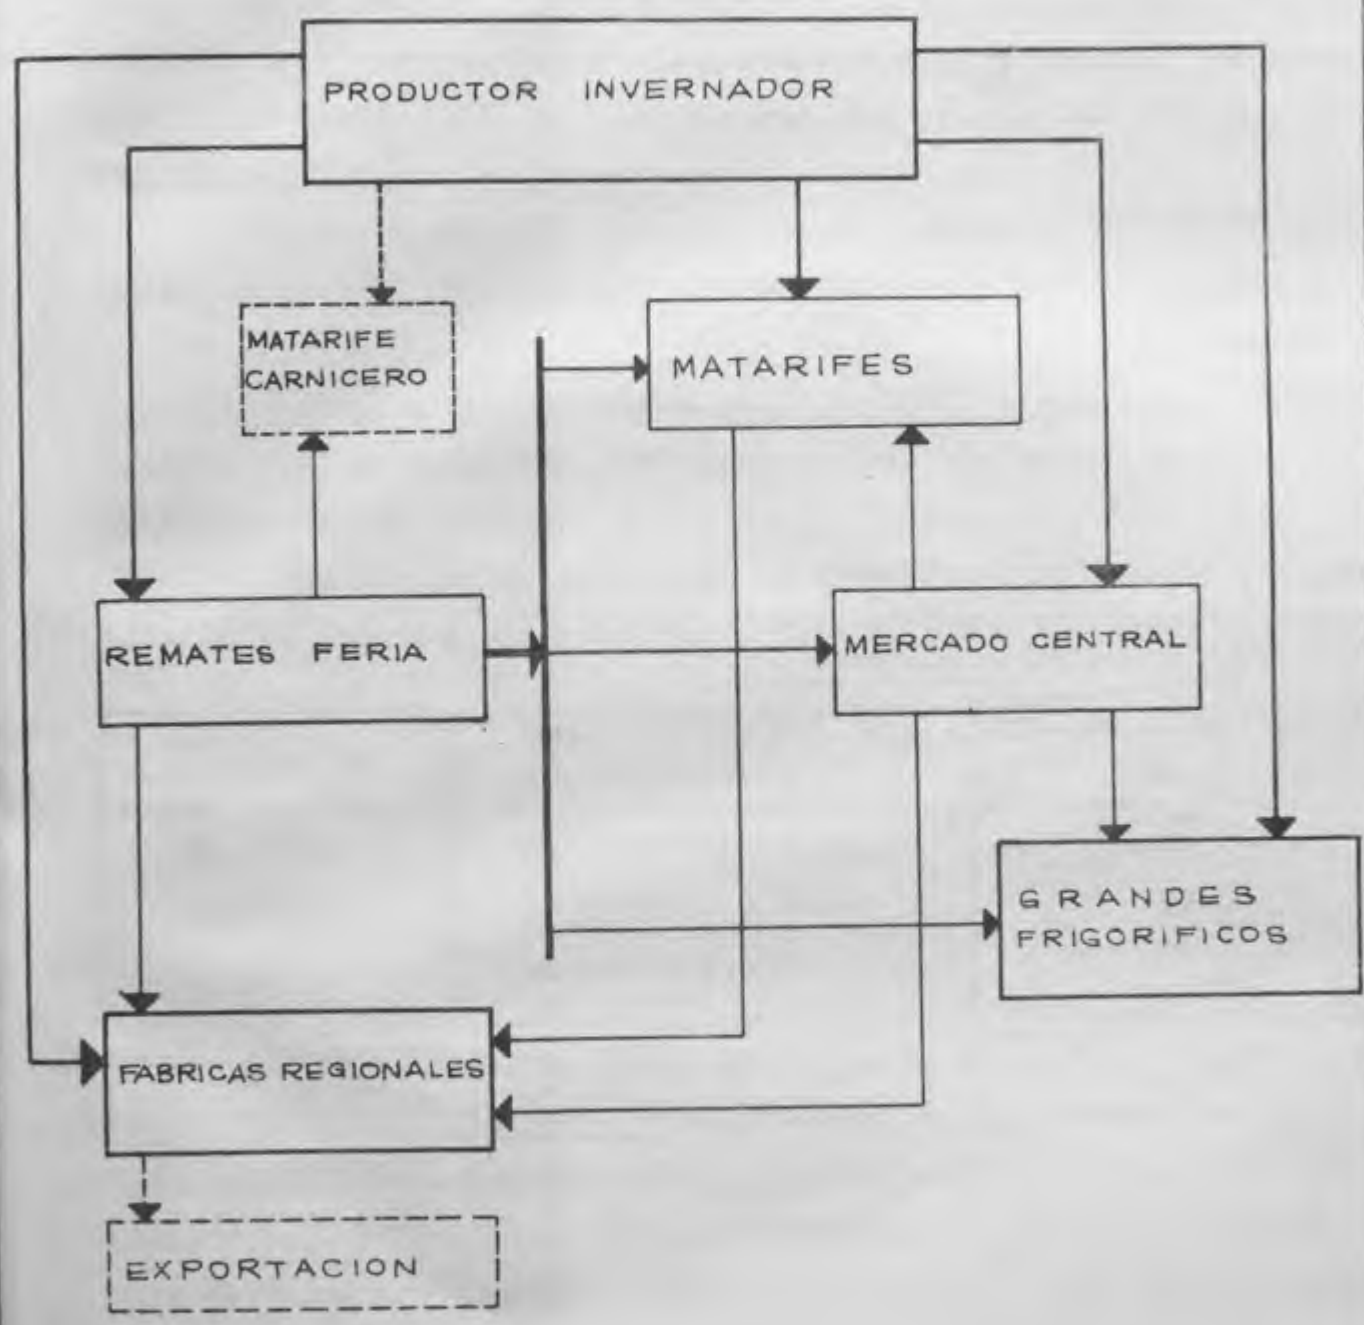 PRODUCTOR INVERNADOR
MATARIFE
CARNICERO
MATARIFES
REMATES FERIA
MERCADO CENTRAL
GRANDES
FRIGORIFICOS
FABRICAS REGIONALES
EXPORTACION